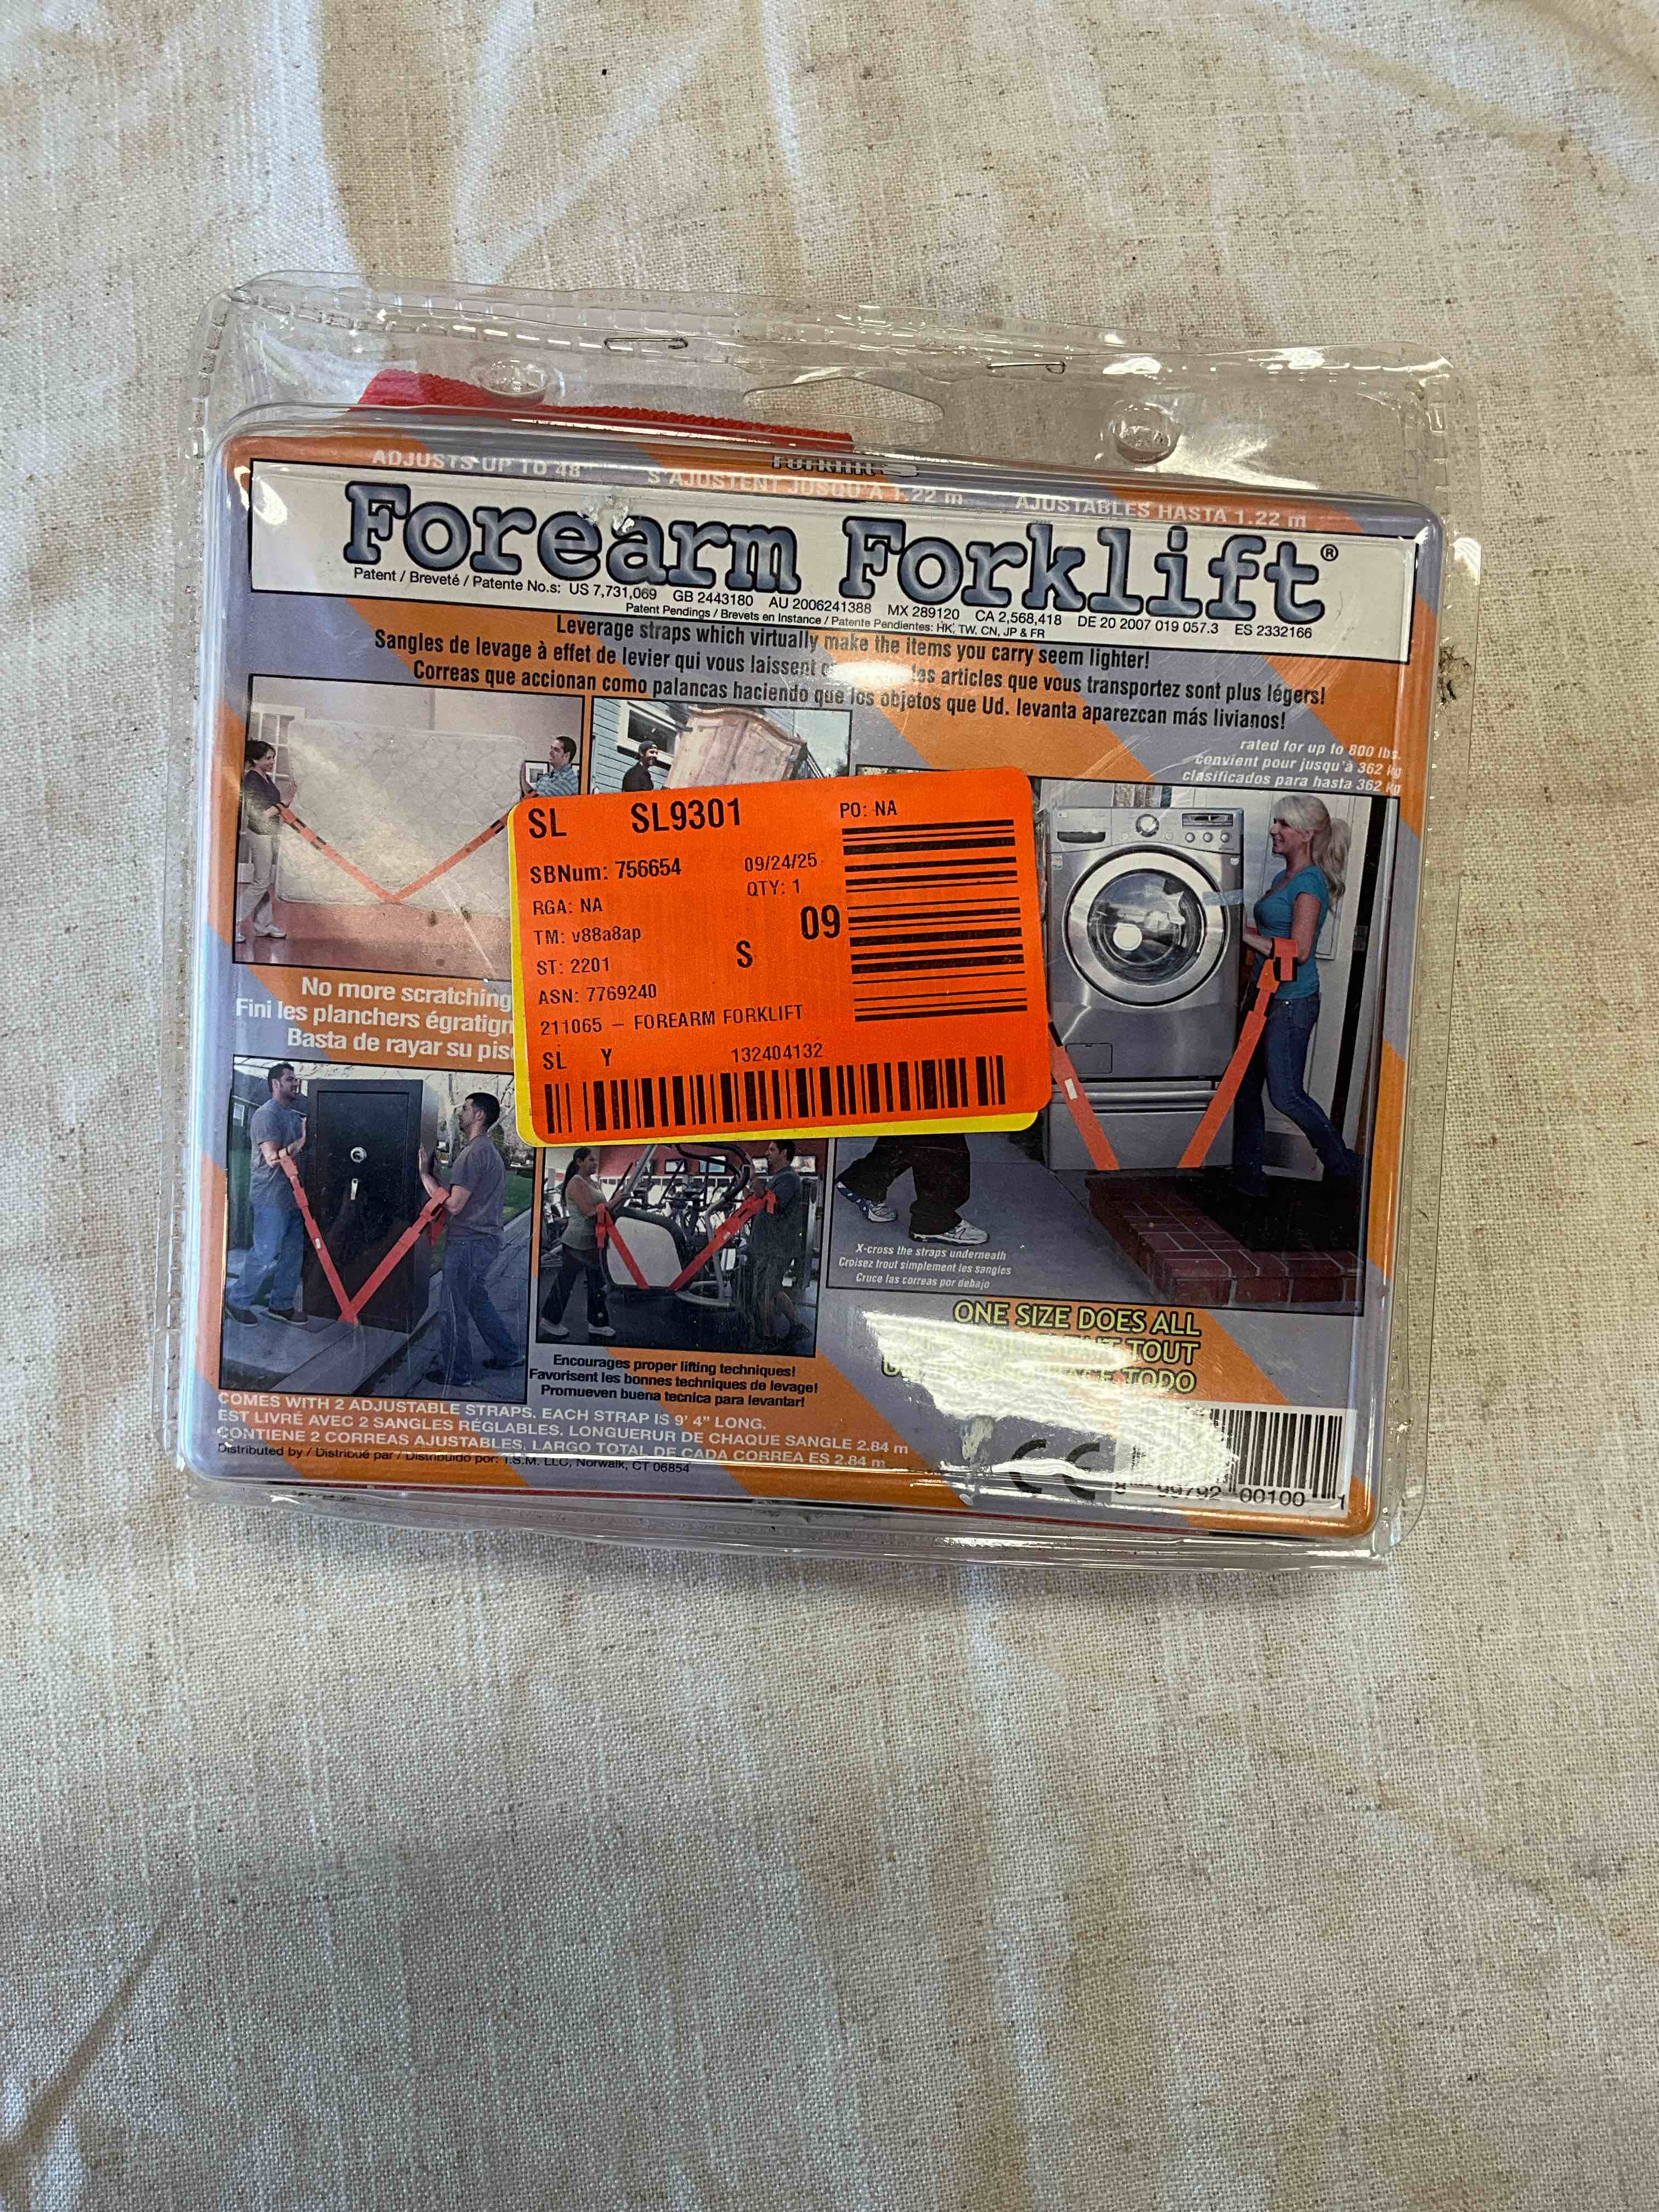 ADJUSTS UP TO 48" S'AJUSTENT JUSQU'À 1.22 m AJUSTABLES HASTA 1.22 m
Forearm Forklift®
Patent / Breveté / Patente No.s: US 7,731,069 GB 2443180 AU 2006241388 MX 289120 CA 2,568,418 DE 20 2007 019 057.3 ES 2332166
Patent Pendings / Brevets en Instance / Patente Pendientes: HK, TW, CN, JP & FR
Leverage straps which virtually make the items you carry seem lighter!
Sangles de levage à effet de levier qui vous laissent les articles que vous transportez sont plus légers!
Correas que accionan como palancas haciendo que los objetos que Ud. levanta aparezcan más livianos!
rated for up to 800 lbs.
convient pour jusqu'à 362 kg
clasificados para hasta 362 kg
SL SL9301 PO: NA
SBNum: 756654 09/24/25
RGA: NA QTY: 1
TM: v88a8ap S 09
ST: 2201
ASN: 7769240
211065 – FOREARM FORKLIFT
SL Y 132404132
No more scratching
Fini les planchers
Basta de rayar su
X-cross the straps underneath
Croisez trout simplement les sangles
Cruce las correas por debajo
ONE SIZE DOES ALL
TOUT
TODO
Encourages proper lifting techniques!
Favorisent les bonnes techniques de levage!
Promueven buena tecnica para levantar!
COMES WITH 2 ADJUSTABLE STRAPS. EACH STRAP IS 9' 4" LONG.
EST LIVRÉ AVEC 2 SANGLES RÉGLABLES. LONGUERUR DE CHAQUE SANGLE 2.84 m
CONTIENE 2 CORREAS AJUSTABLES. LARGO TOTAL DE CADA CORREA ES 2.84 m
Distributed by / Distribué par / Distribuido por: T.S.M. LLC, Norwalk, CT 06854
CE
99792 00100 1